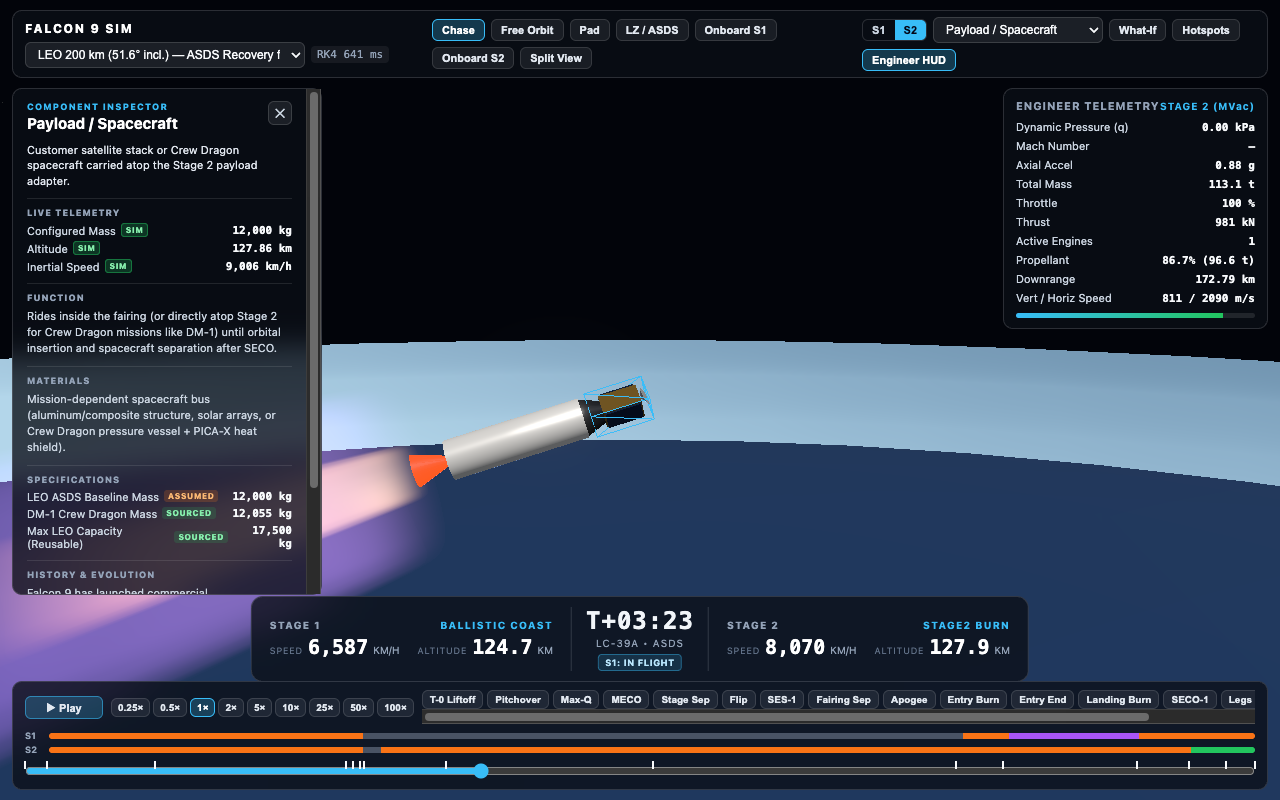 FALCON 9 SIM
LEO 200 km (51.6° incl.) — ASDS Recovery f
RK4 641 ms
Chase
Free Orbit
Pad
LZ / ASDS
Onboard S1
Onboard S2
Split View
S1
S2
Payload / Spacecraft
What-If
Hotspots
Engineer HUD
COMPONENT INSPECTOR
Payload / Spacecraft
Customer satellite stack or Crew Dragon
spacecraft carried atop the Stage 2 payload
adapter.
LIVE TELEMETRY
Configured Mass SIM 12,000 kg
Altitude SIM 127.86 km
Inertial Speed SIM 9,006 km/h
FUNCTION
Rides inside the fairing (or directly atop Stage 2
for Crew Dragon missions like DM-1) until orbital
insertion and spacecraft separation after SECO.
MATERIALS
Mission-dependent spacecraft bus
(aluminum/composite structure, solar arrays, or
Crew Dragon pressure vessel + PICA-X heat
shield).
SPECIFICATIONS
LEO ASDS Baseline Mass ASSUMED 12,000 kg
DM-1 Crew Dragon Mass SOURCED 12,055 kg
Max LEO Capacity (Reusable) SOURCED 17,500 kg
HISTORY & EVOLUTION
Falcon 9 has launched commercial
ENGINEER TELEMETRY STAGE 2 (MVac)
Dynamic Pressure (q) 0.00 kPa
Mach Number —
Axial Accel 0.88 g
Total Mass 113.1 t
Throttle 100 %
Thrust 981 kN
Active Engines 1
Propellant 86.7% (96.6 t)
Downrange 172.79 km
Vert / Horiz Speed 811 / 2090 m/s
STAGE 1 BALLISTIC COAST
SPEED 6,587 KM/H ALTITUDE 124.7 KM
T+03:23
LC-39A • ASDS
S1: IN FLIGHT
STAGE 2 STAGE2 BURN
SPEED 8,070 KM/H ALTITUDE 127.9 KM
▶ Play
0.25×
0.5×
1×
2×
5×
10×
25×
50×
100×
T-0 Liftoff
Pitchover
Max-Q
MECO
Stage Sep
Flip
SES-1
Fairing Sep
Apogee
Entry Burn
Entry End
Landing Burn
SECO-1
Legs
S1
S2